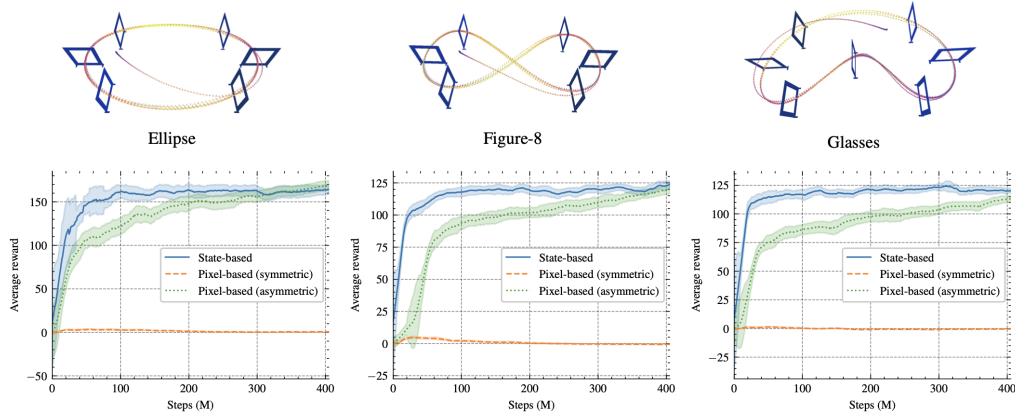 Ellipse
Figure-8
Glasses
150
100
50
0
−50
0
100
200
300
400
Average reward
Steps (M)
State-based
Pixel-based (symmetric)
Pixel-based (asymmetric)
125
100
75
50
25
0
−25
0
100
200
300
400
Average reward
Steps (M)
State-based
Pixel-based (symmetric)
Pixel-based (asymmetric)
125
100
75
50
25
0
−25
0
100
200
300
400
Average reward
Steps (M)
State-based
Pixel-based (symmetric)
Pixel-based (asymmetric)